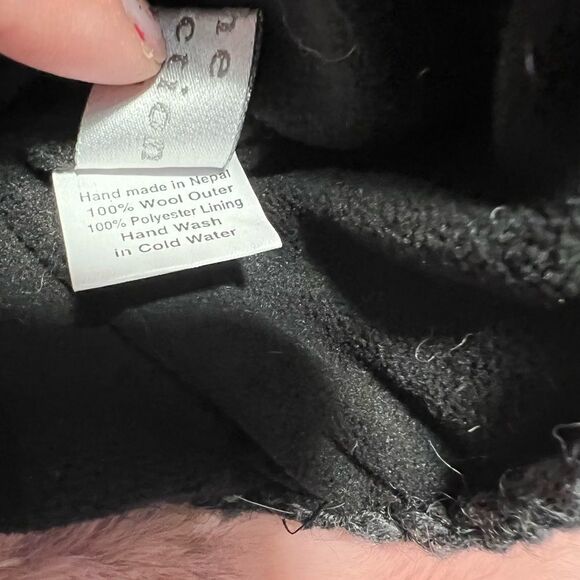 Hand made in Nepal
100% Wool Outer
100% Polyester Lining
Hand Wash
in Cold Water